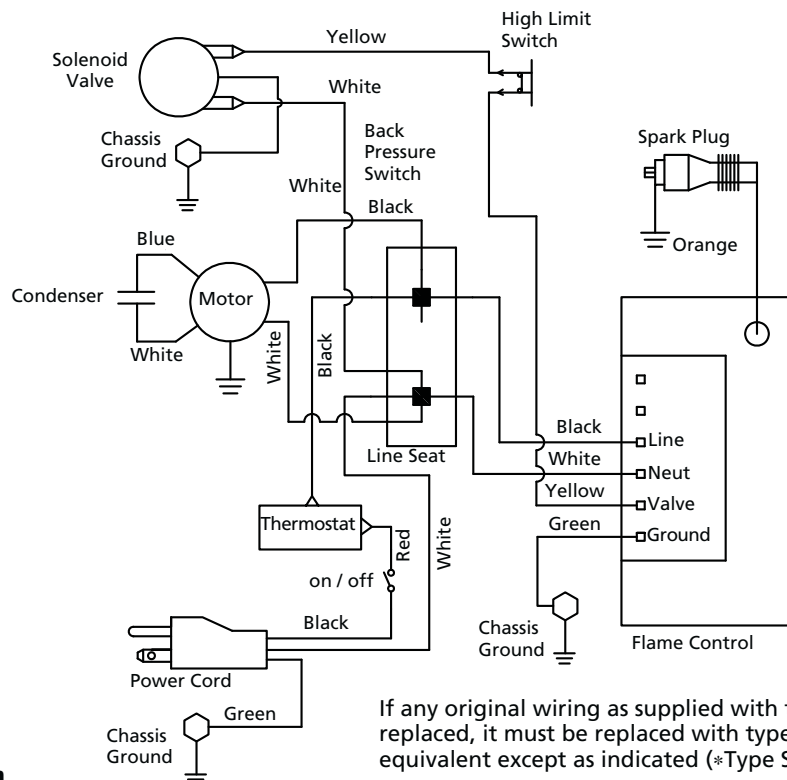 High Limit
Switch
Yellow
Solenoid
Valve
White
Chassis
Ground
Back
Pressure
Switch
Spark Plug
White
Black
Blue
Orange
Condenser
Motor
White
White
Black
Line Seat
Black
Line
White
Neut
Yellow
Valve
Green
Ground
Thermostat
Red
White
on / off
Black
Chassis
Ground
Flame Control
Power Cord
Green
Chassis
Ground
If any original wiring as supplied with
replaced, it must be replaced with type
equivalent except as indicated (*Type S